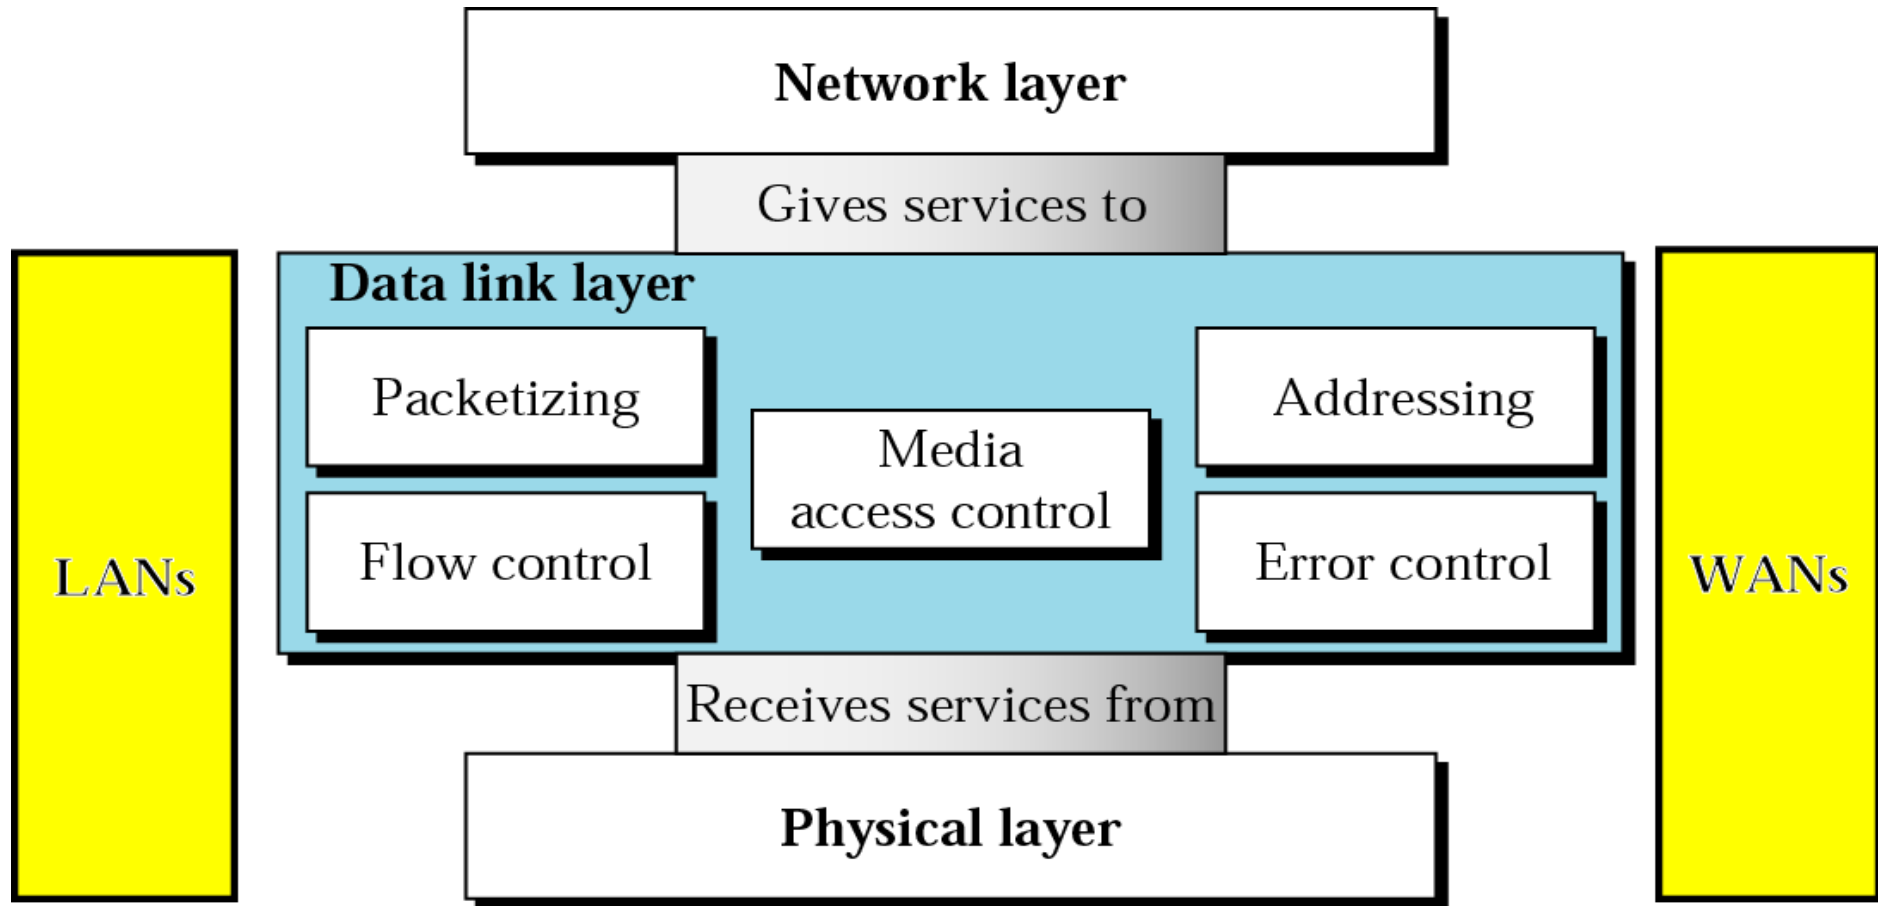 Network layer
Gives services to
Data link layer
Packetizing
Addressing
Media
access control
Flow control
Error control
LANs
WANs
Receives services from
Physical layer